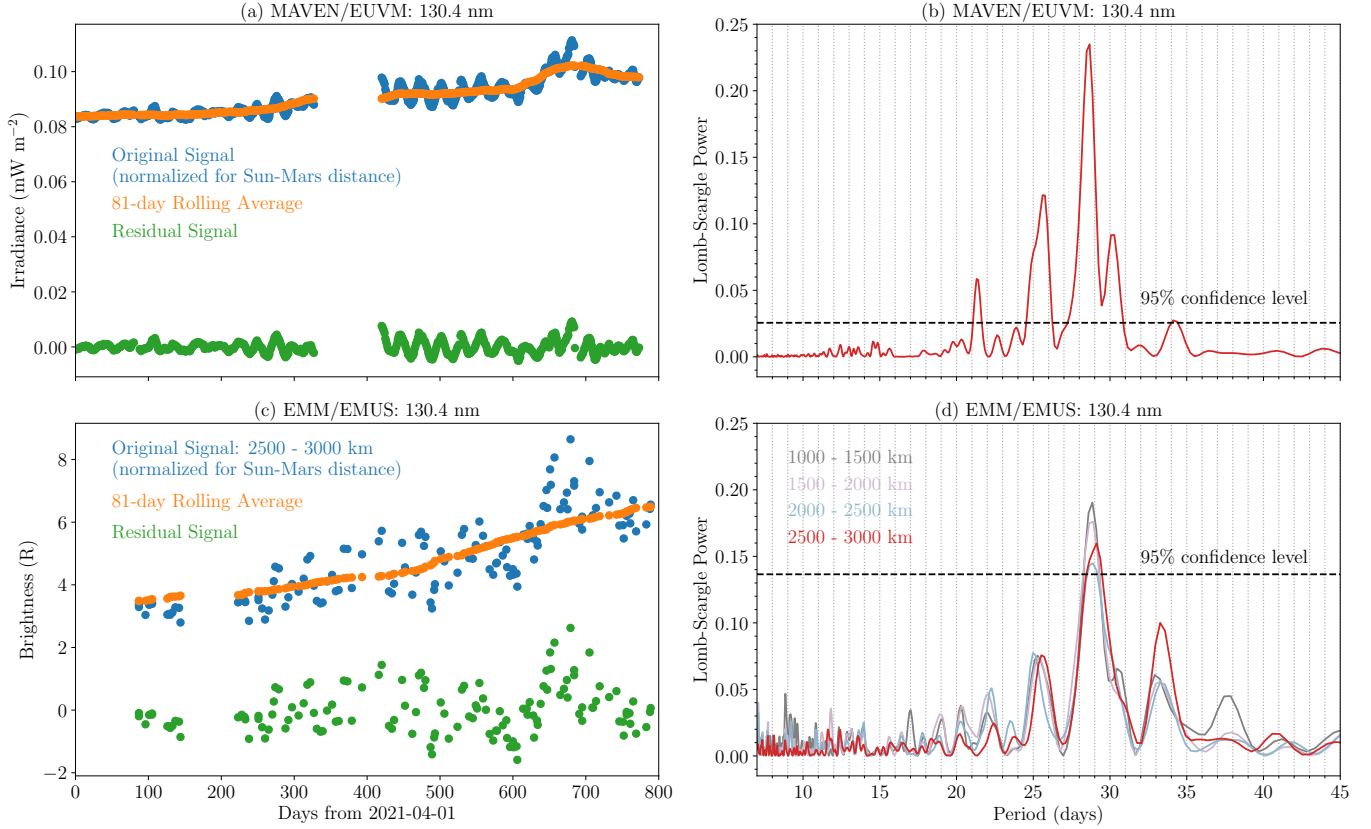 (a) MAVEN/EUVM: 130.4 nm
0.10
0.08
0.06
0.04
0.02
0.00
Irradiance (mW m⁻²)
Original Signal
(normalized for Sun-Mars distance)
81-day Rolling Average
Residual Signal
(b) MAVEN/EUVM: 130.4 nm
0.25
0.20
0.15
0.10
0.05
0.00
Lomb-Scargle Power
95% confidence level
(c) EMM/EMUS: 130.4 nm
8
6
4
2
0
−2
Brightness (R)
Original Signal: 2500 - 3000 km
(normalized for Sun-Mars distance)
81-day Rolling Average
Residual Signal
0 100 200 300 400 500 600 700 800
Days from 2021-04-01
(d) EMM/EMUS: 130.4 nm
0.25
0.20
0.15
0.10
0.05
0.00
Lomb-Scargle Power
1000 - 1500 km
1500 - 2000 km
2000 - 2500 km
2500 - 3000 km
95% confidence level
10 15 20 25 30 35 40 45
Period (days)